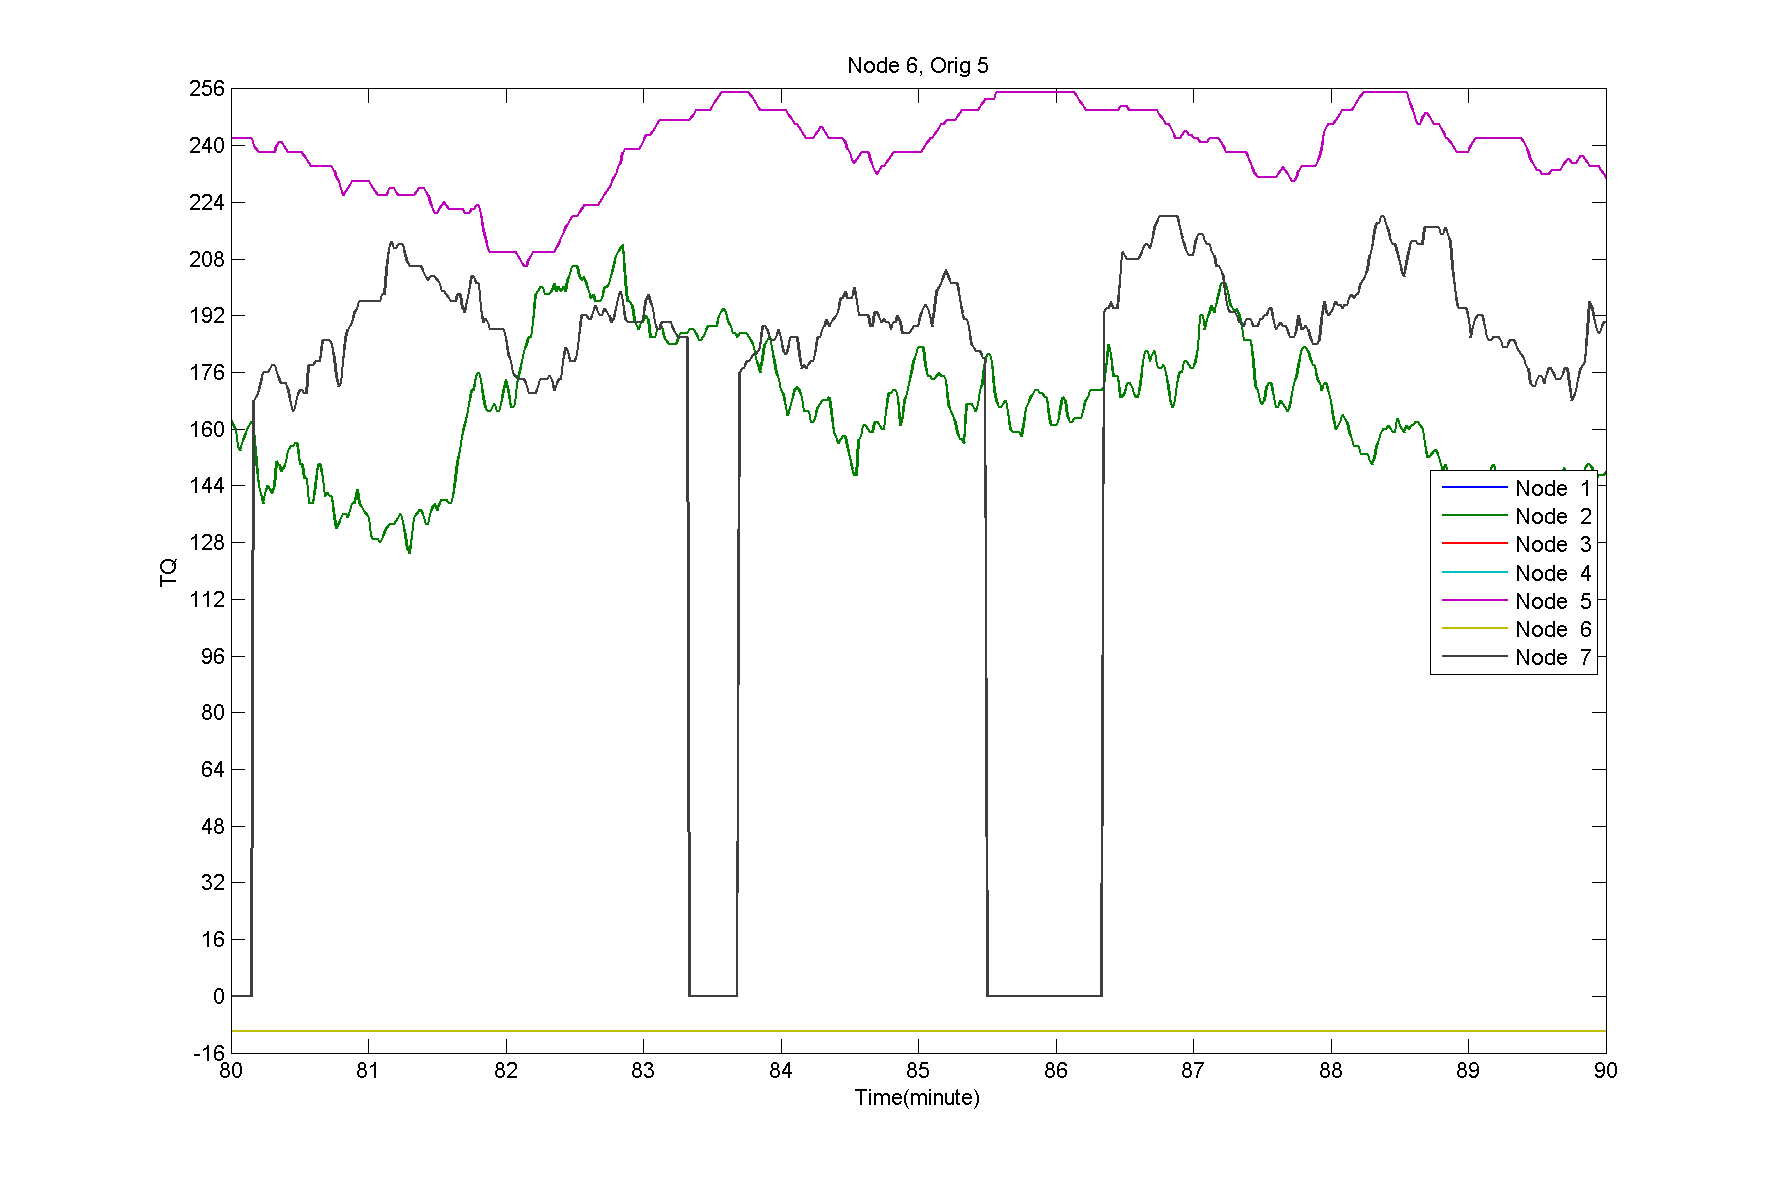 Node 6, Orig 5
256
240
224
208
192
176
160
144
128
112
96
80
64
48
32
16
0
-16
TQ
Node 1
Node 2
Node 3
Node 4
Node 5
Node 6
Node 7
80 81 82 83 84 85 86 87 88 89 90
Time(minute)